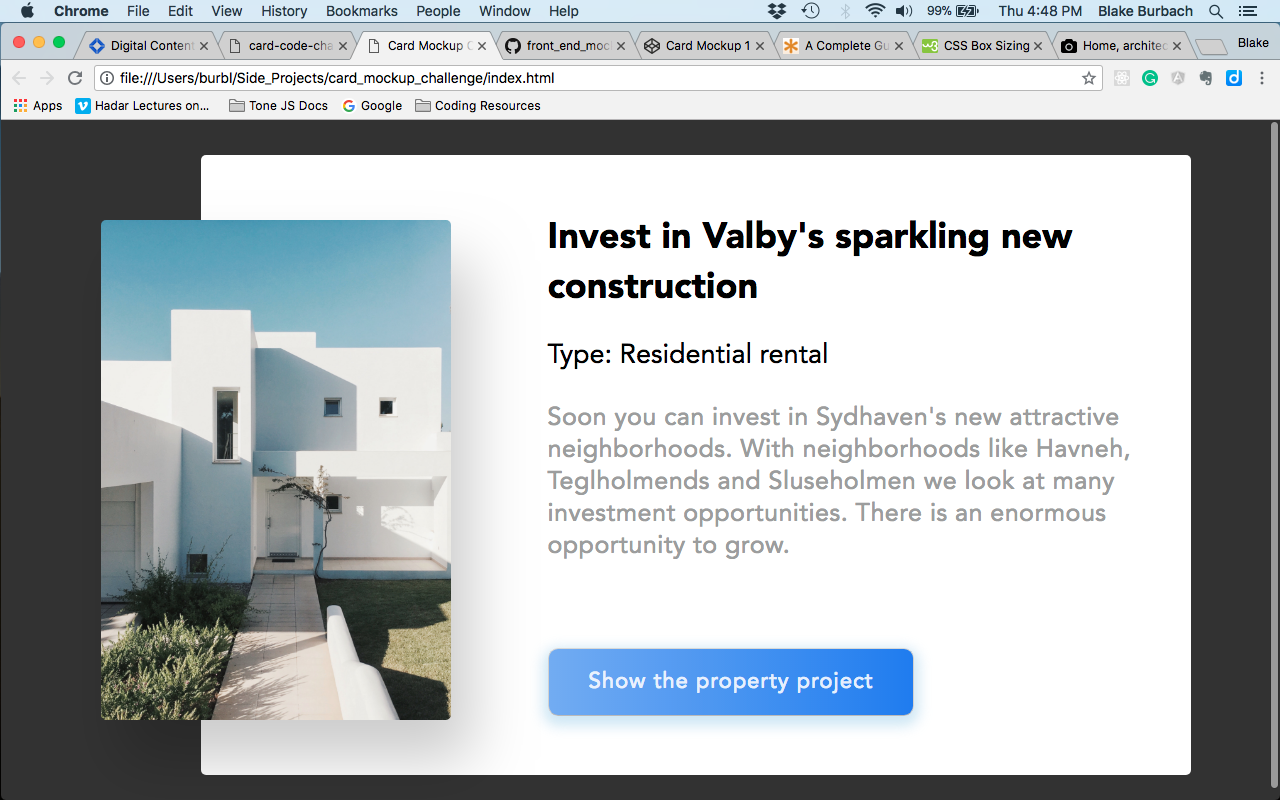 Chrome File Edit View History Bookmarks People Window Help 99% Thu 4:48 PM Blake Burbach
Digital Conten card-code-cha Card Mockup C front_end_moc Card Mockup 1 A Complete Gu CSS Box Sizing Home, architec Blake
file:///Users/burbl/Side_Projects/card_mockup_challenge/index.html
Apps Hadar Lectures on... Tone JS Docs Google Coding Resources
Invest in Valby's sparkling new
construction
Type: Residential rental
Soon you can invest in Sydhaven's new attractive
neighborhoods. With neighborhoods like Havneh,
Teglholmends and Sluseholmen we look at many
investment opportunities. There is an enormous
opportunity to grow.
Show the property project